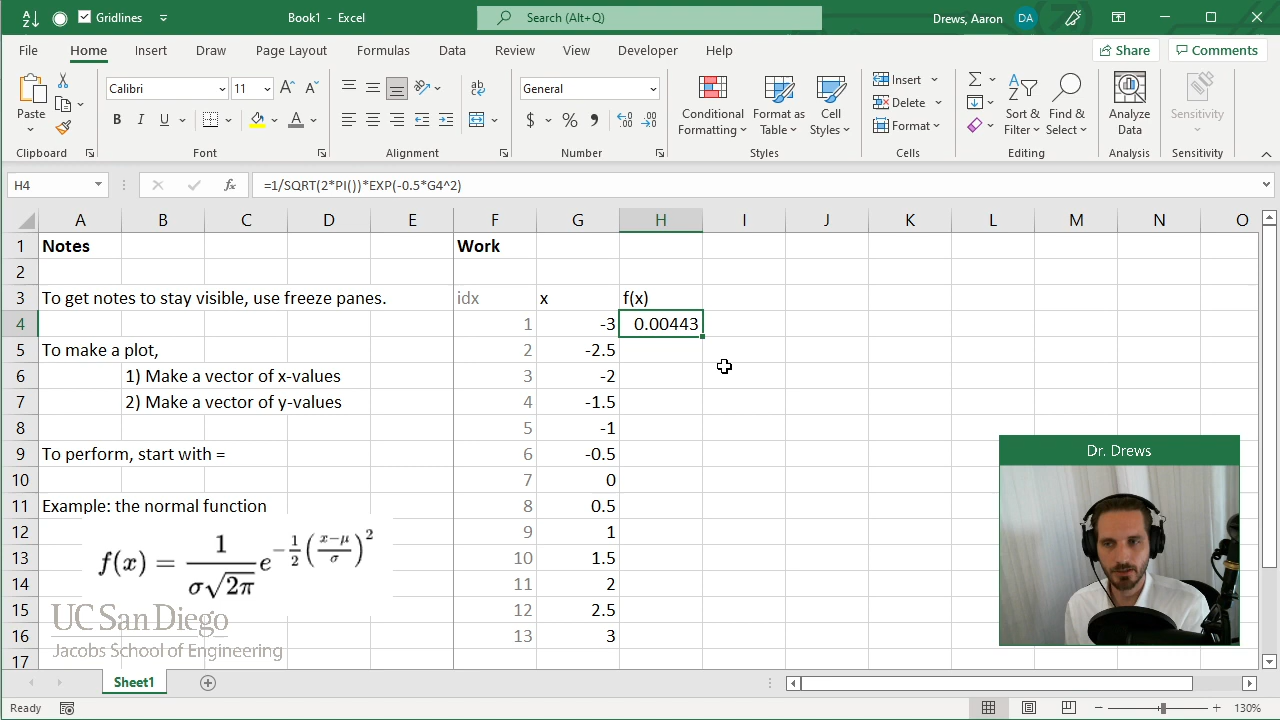 Gridlines
Book1 - Excel
Search (Alt+Q)
Drews, Aaron
DA
File Home Insert Draw Page Layout Formulas Data Review View Developer Help
Share
Comments
Paste
Calibri
11
General
Conditional Formatting
Format as Table
Cell Styles
Insert
Delete
Format
Sort & Filter
Find & Select
Analyze Data
Sensitivity
Clipboard
Font
Alignment
Number
Styles
Cells
Editing
Analysis
Sensitivity
H4
fx
=1/SQRT(2*PI())*EXP(-0.5*G4^2)
A B C D E F G H I J K L M N O
1 Notes Work
2
3 To get notes to stay visible, use freeze panes. idx x f(x)
4 1 -3 0.00443
5 To make a plot, 2 -2.5
6 1) Make a vector of x-values 3 -2
7 2) Make a vector of y-values 4 -1.5
8 5 -1
9 To perform, start with = 6 -0.5
10 7 0
11 Example: the normal function 8 0.5
12 9 1
13 10 1.5
14 11 2
15 12 2.5
16 13 3
17
f(x) = 1/(σ√2π) e^(-1/2((x-μ)/σ)^2)
UC San Diego
Jacobs School of Engineering
Dr. Drews
Sheet1
Ready
130%